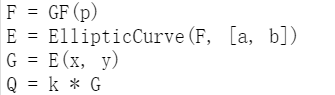 F = GF(p)
E = EllipticCurve(F, [a, b])
G = E(x, y)
Q = k * G